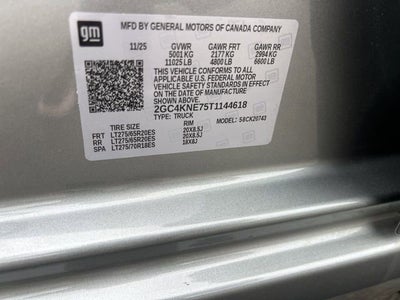 gm
MFD BY GENERAL MOTORS OF CANADA COMPANY
11/25 GVWR GAWR FRT GAWR RR
5001 KG 2177 KG 2994 KG
11025 LB 4800 LB 6600 LB
THIS VEHICLE CONFORMS TO ALL
APPLICABLE U.S. FEDERAL MOTOR
VEHICLE SAFETY STANDARDS IN
EFFECT ON THE DATE OF
MANUFACTURE SHOWN ABOVE.
2GC4KNE75T1144618
TYPE: TRUCK MODEL: 58CK20743
RIM
FRT LT275/65R20ES 20X8.5J
RR LT275/65R20ES 20X8.5J
SPA LT275/70R18ES 18X8J